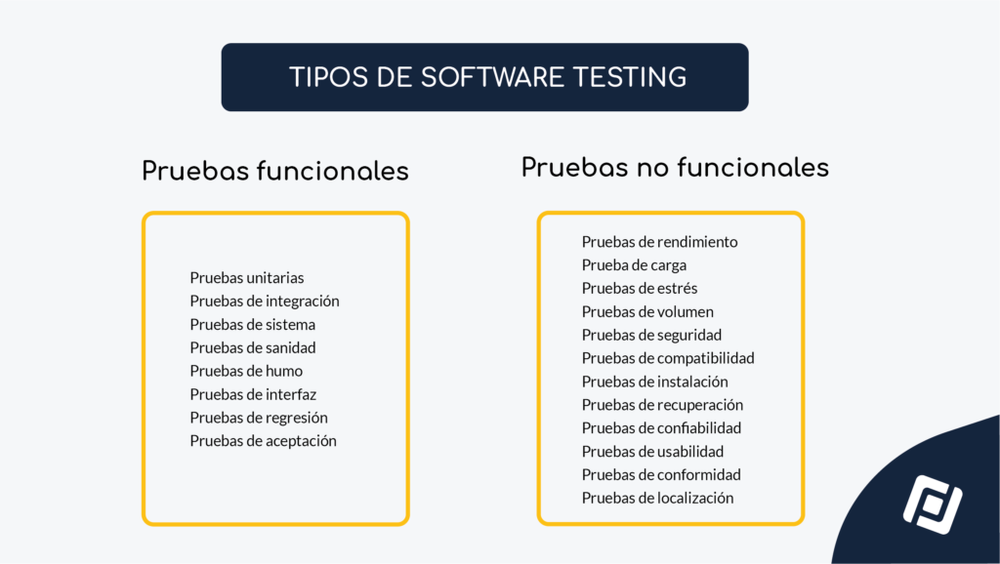 TIPOS DE SOFTWARE TESTING
Pruebas funcionales
Pruebas unitarias
Pruebas de integración
Pruebas de sistema
Pruebas de sanidad
Pruebas de humo
Pruebas de interfaz
Pruebas de regresión
Pruebas de aceptación
Pruebas no funcionales
Pruebas de rendimiento
Prueba de carga
Pruebas de estrés
Pruebas de volumen
Pruebas de seguridad
Pruebas de compatibilidad
Pruebas de instalación
Pruebas de recuperación
Pruebas de confiabilidad
Pruebas de usabilidad
Pruebas de conformidad
Pruebas de localización